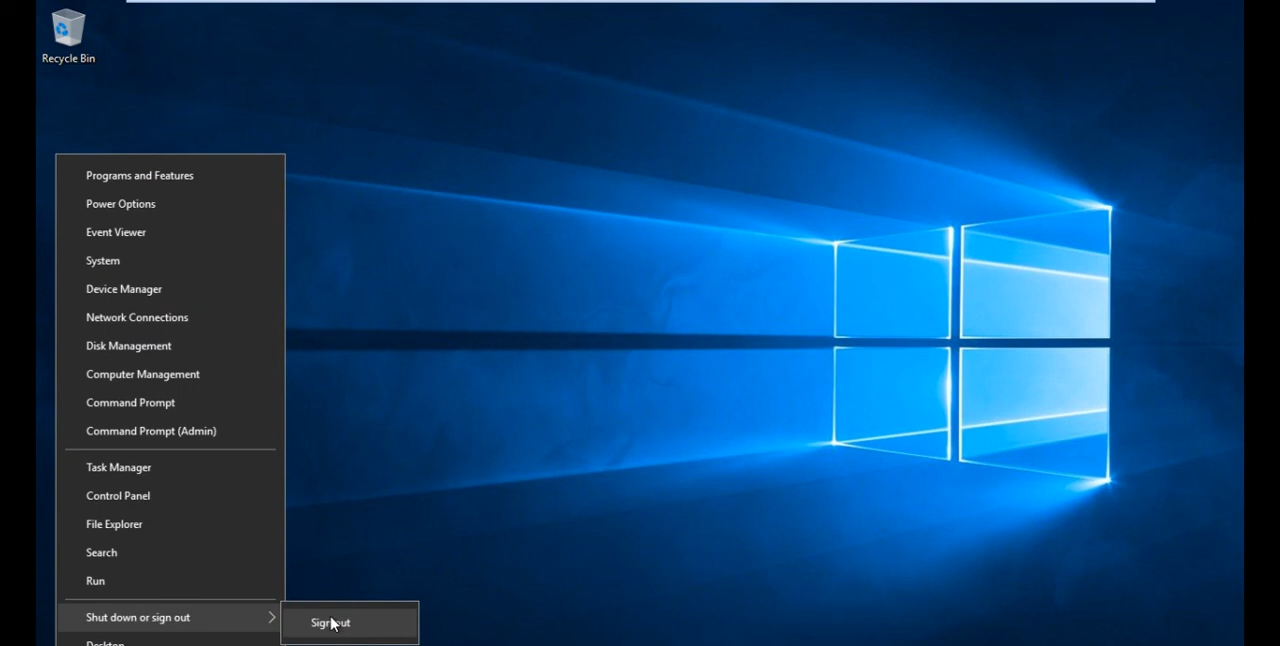 Recycle Bin
Programs and Features
Power Options
Event Viewer
System
Device Manager
Network Connections
Disk Management
Computer Management
Command Prompt
Command Prompt (Admin)
Task Manager
Control Panel
File Explorer
Search
Run
Shut down or sign out
Sign out
Desktop